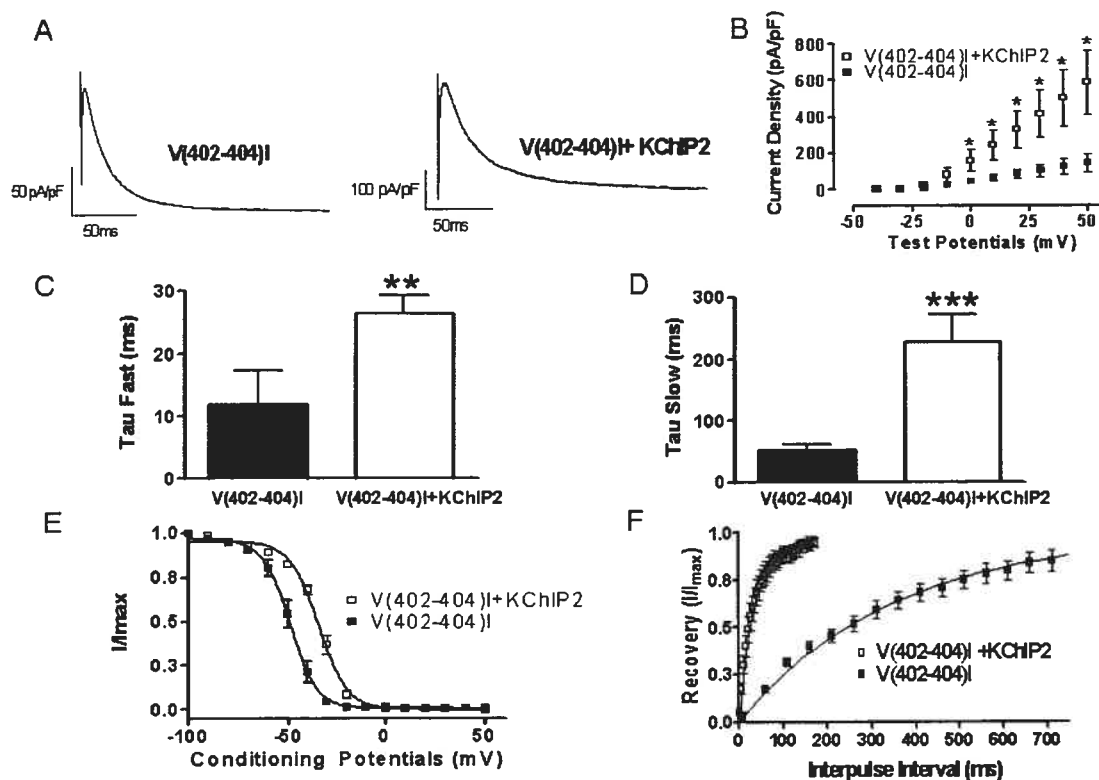 A
V(402-404)I
50 pA/pF
50ms
V(402-404)I+ KChIP2
100 pA/pF
50ms
B
Current Density (pA/pF)
800
600
400
200
0
V(402-404)I +KChIP2
V(402-404)I
* * * * * *
-50 -25 0 25 50
Test Potentials (mV)
C
Tau Fast (ms)
30
20
10
0
**
V(402-404)I V(402-404)I+KChIP2
D
Tau Slow (ms)
300
200
100
0
***
V(402-404)I V(402-404)I+KChIP2
E
I/Imax
1.0
0.8
0.5
0.3
0.0
V(402-404)I+KChIP2
V(402-404)I
-100 -50 0 50
Conditioning Potentials (mV)
F
Recovery (I/Imax)
1.0
0.8
0.5
0.3
0.0
V(402-404)I +KChIP2
V(402-404)I
0 100 200 300 400 500 600 700
Interpulse Interval (ms)